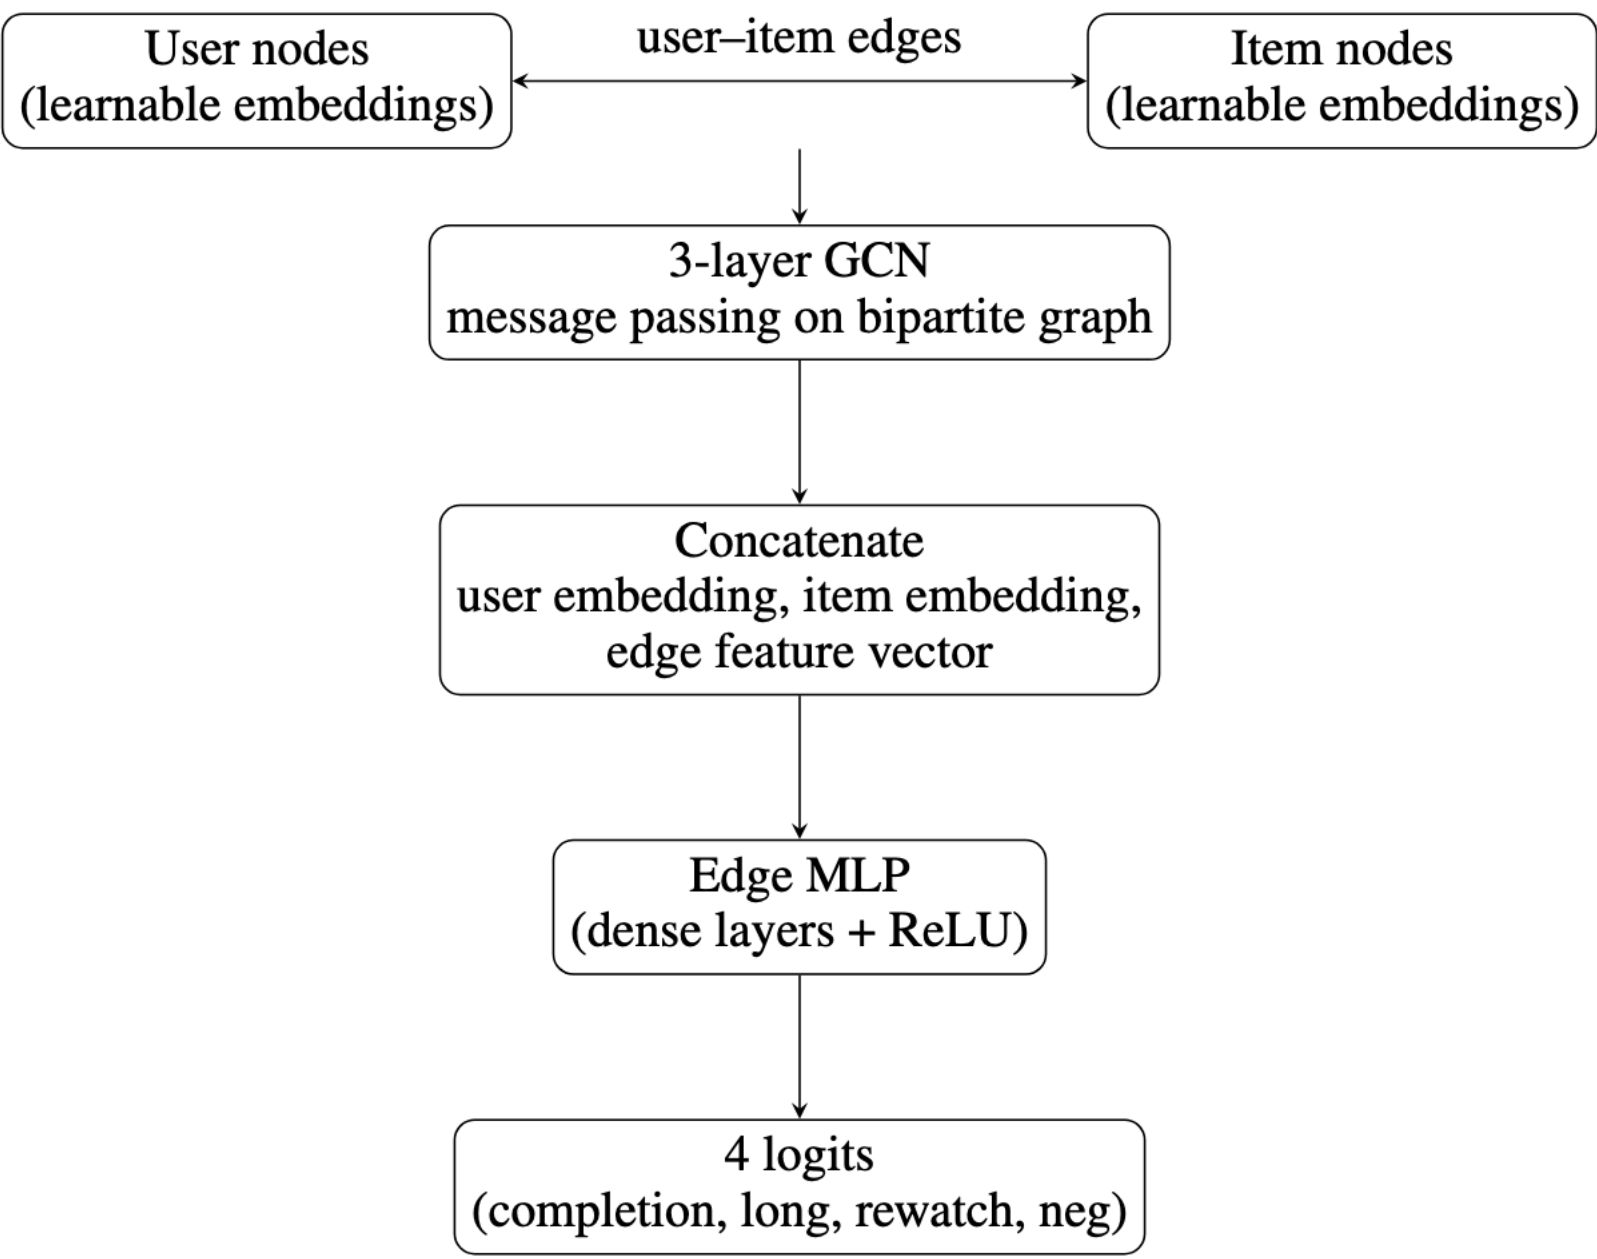 User nodes
(learnable embeddings)
user–item edges
Item nodes
(learnable embeddings)
3-layer GCN
message passing on bipartite graph
Concatenate
user embedding, item embedding,
edge feature vector
Edge MLP
(dense layers + ReLU)
4 logits
(completion, long, rewatch, neg)